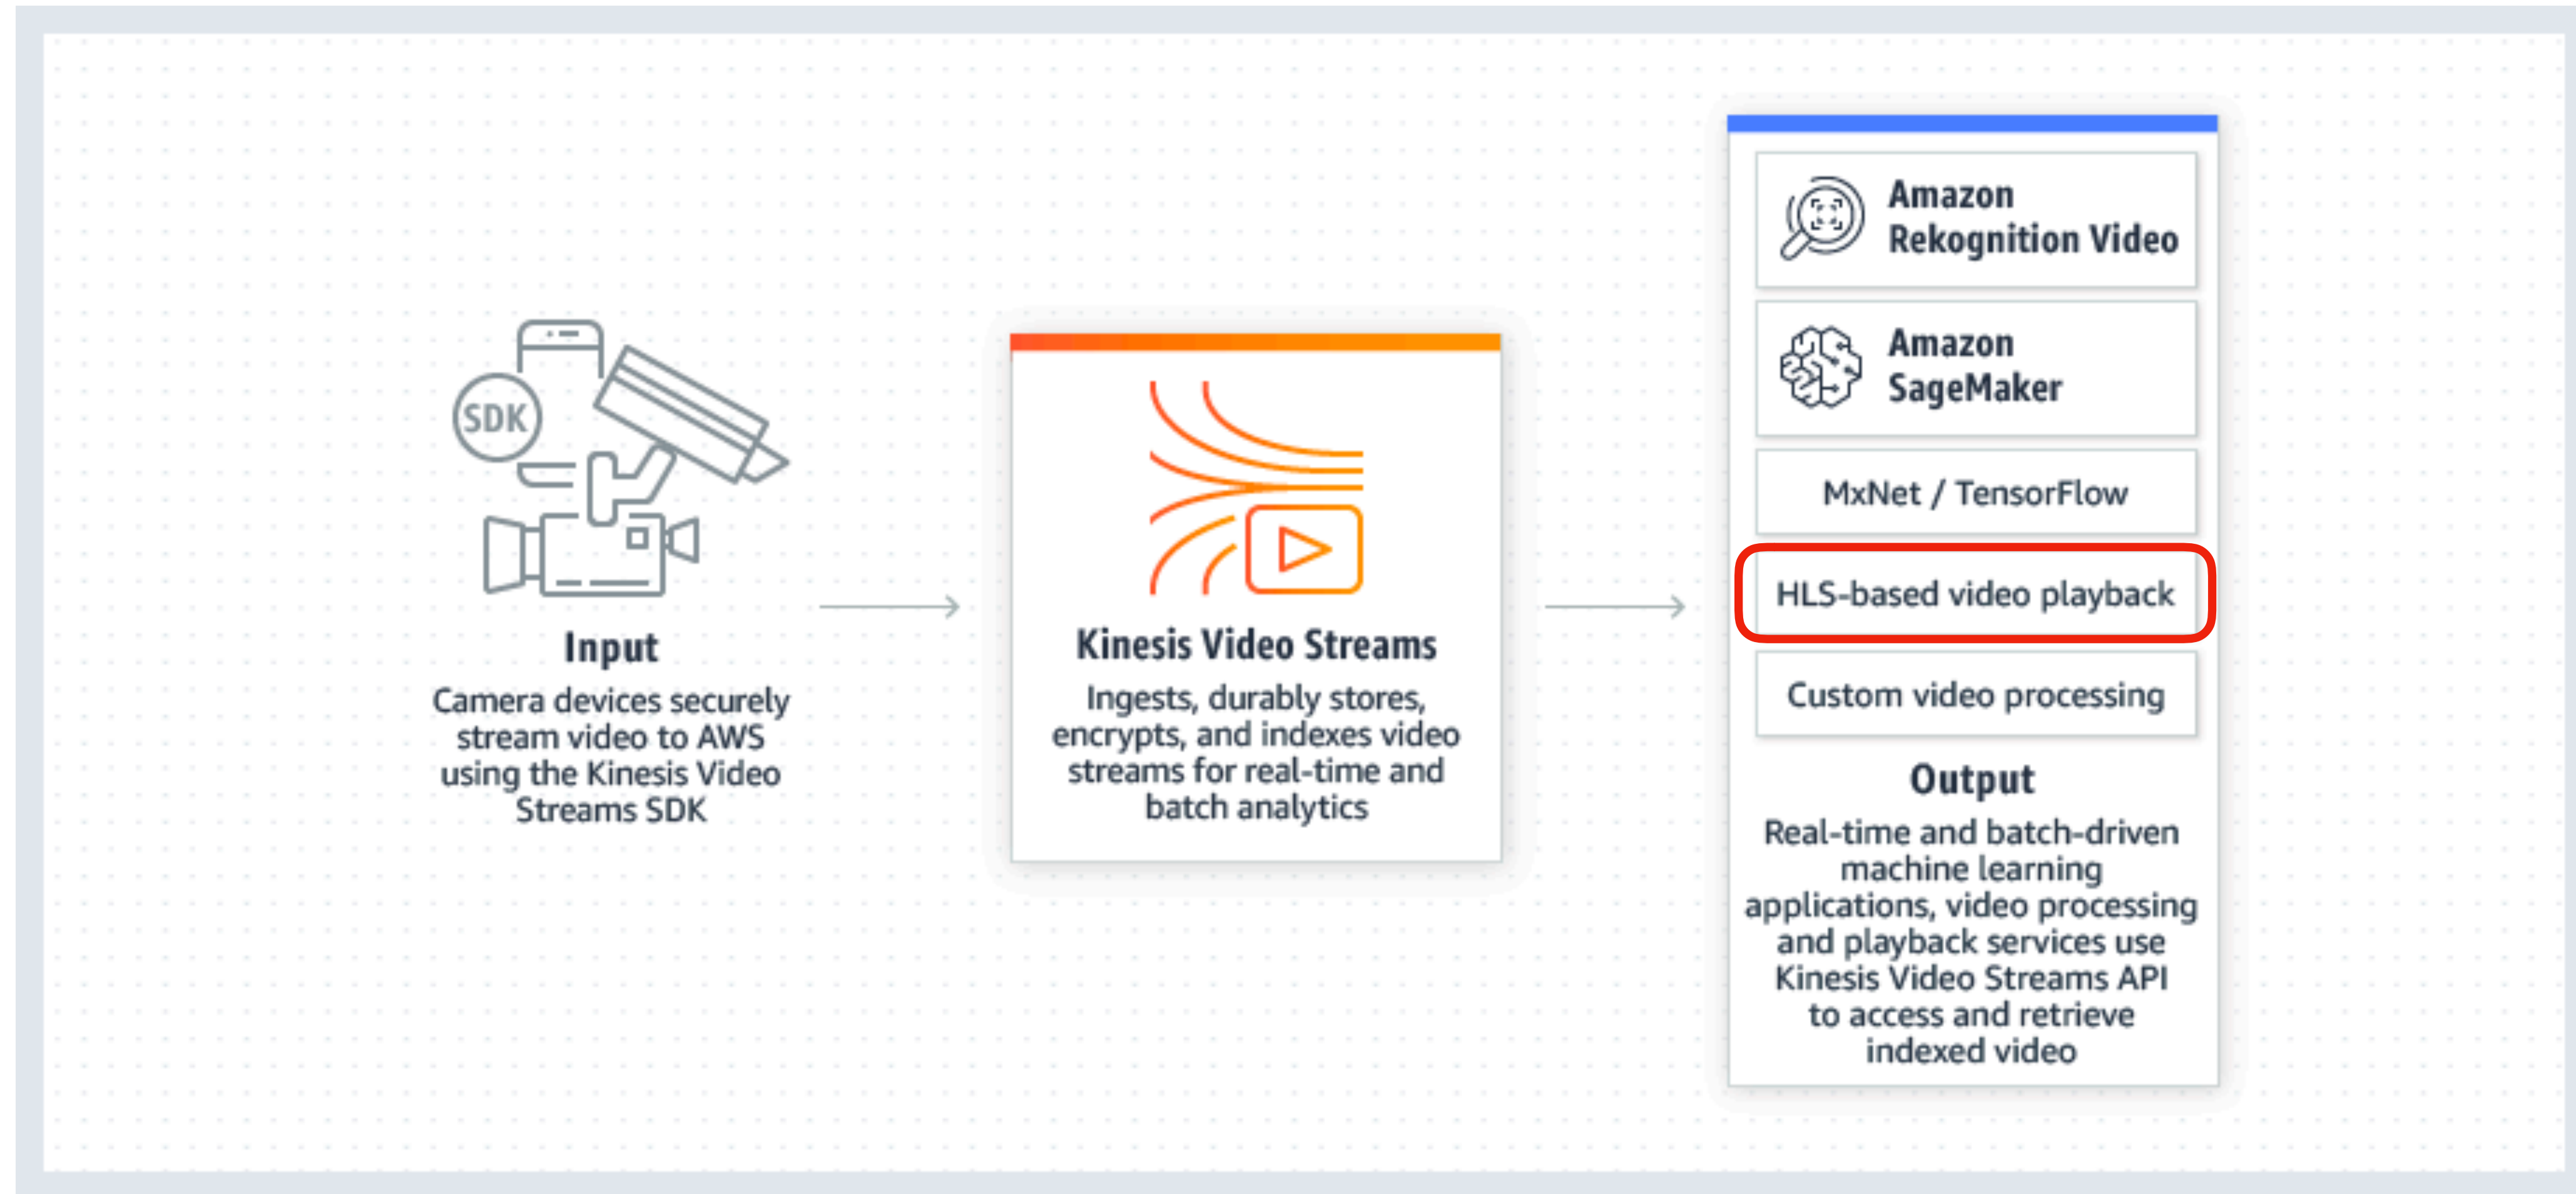 SDK
Input
Camera devices securely
stream video to AWS
using the Kinesis Video
Streams SDK
Kinesis Video Streams
Ingests, durably stores,
encrypts, and indexes video
streams for real-time and
batch analytics
Amazon
Rekognition Video
Amazon
SageMaker
MxNet / TensorFlow
HLS-based video playback
Custom video processing
Output
Real-time and batch-driven
machine learning
applications, video processing
and playback services use
Kinesis Video Streams API
to access and retrieve
indexed video